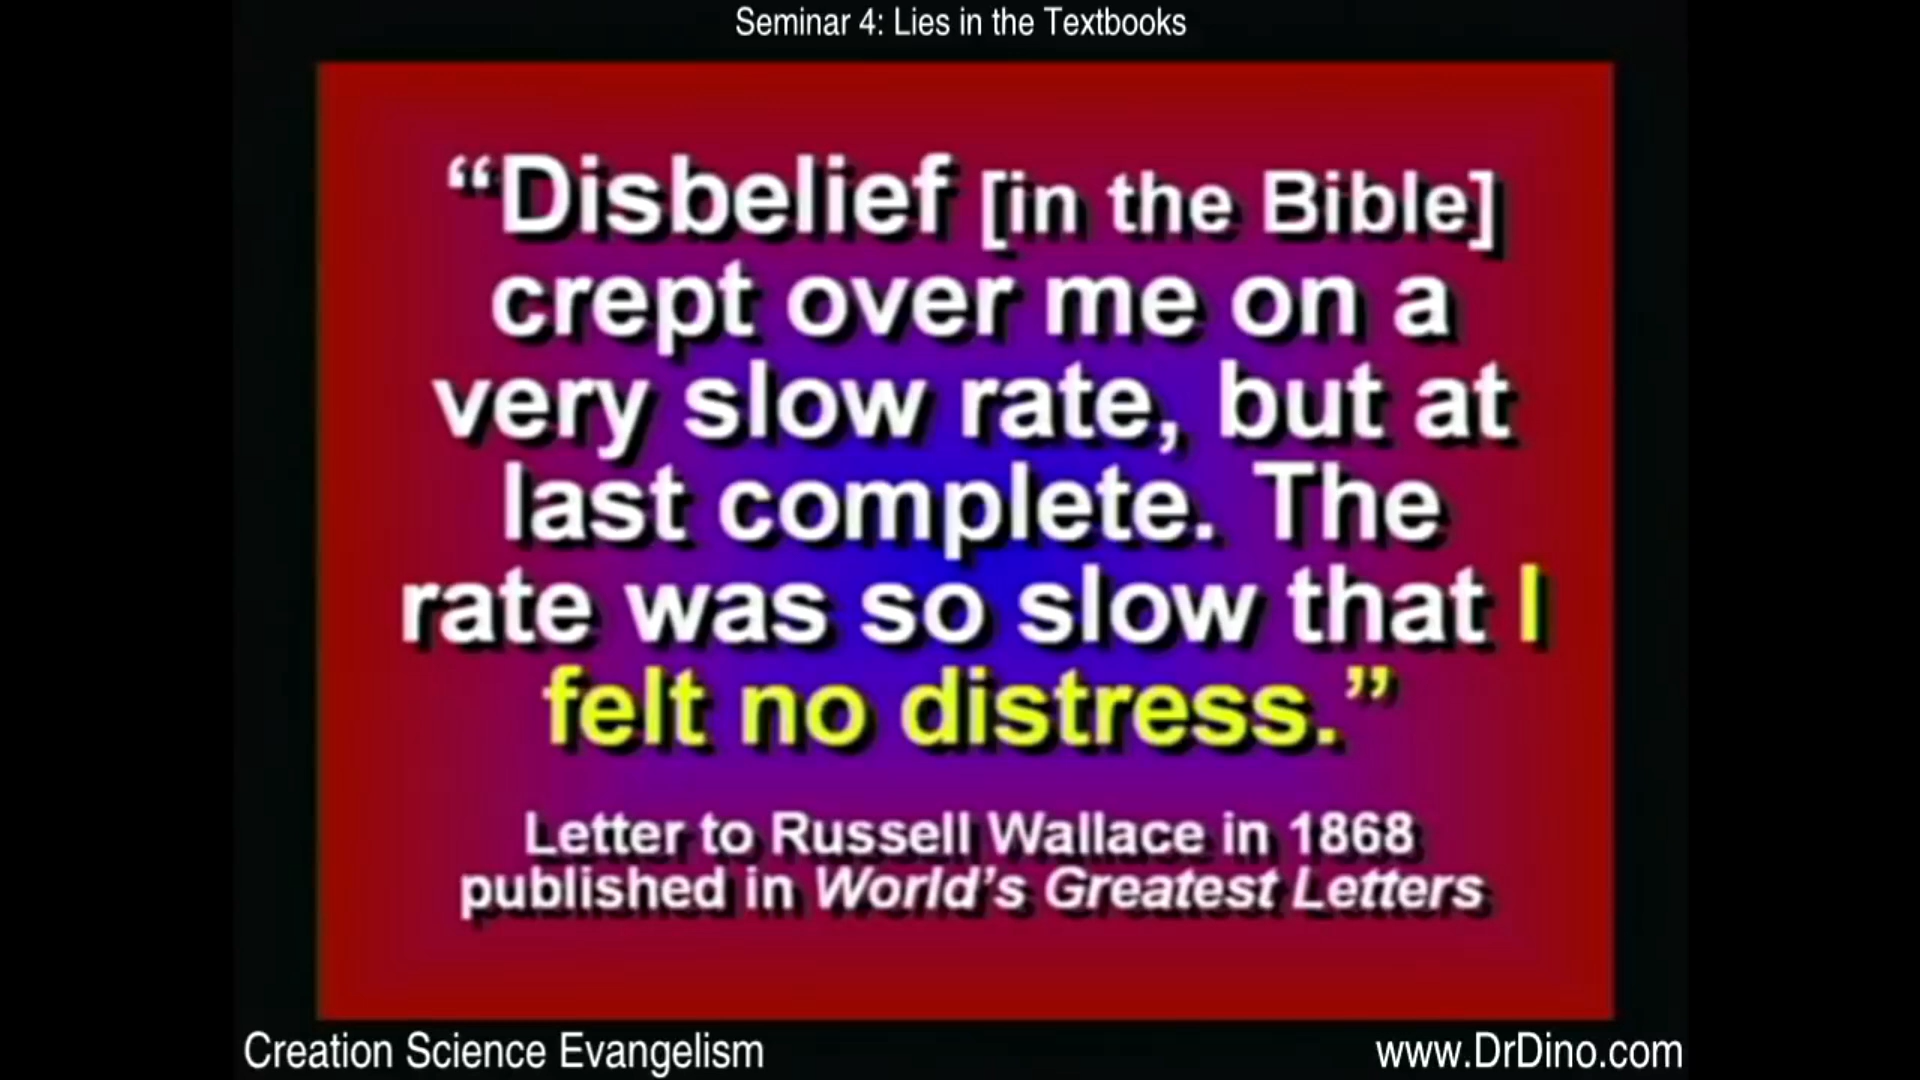 Seminar 4: Lies in the Textbooks
“Disbelief [in the Bible]
crept over me on a
very slow rate, but at
last complete. The
rate was so slow that I
felt no distress.”
Letter to Russell Wallace in 1868
published in World’s Greatest Letters
Creation Science Evangelism
www.DrDino.com